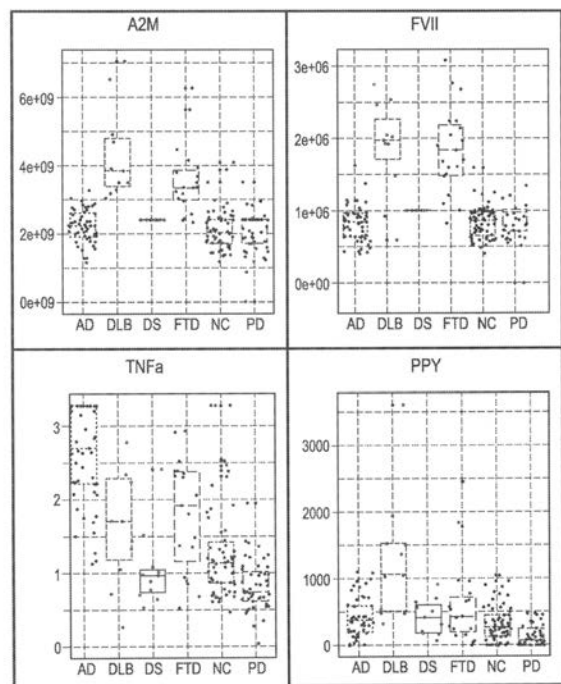 A2M
FVII
6e+09
4e+09
2e+09
0e+09
AD DLB DS FTD NC PD
3e+06
2e+06
1e+06
0e+00
AD DLB DS FTD NC PD
TNFa
PPY
3
2
1
0
AD DLB DS FTD NC PD
3000
2000
1000
0
AD DLB DS FTD NC PD